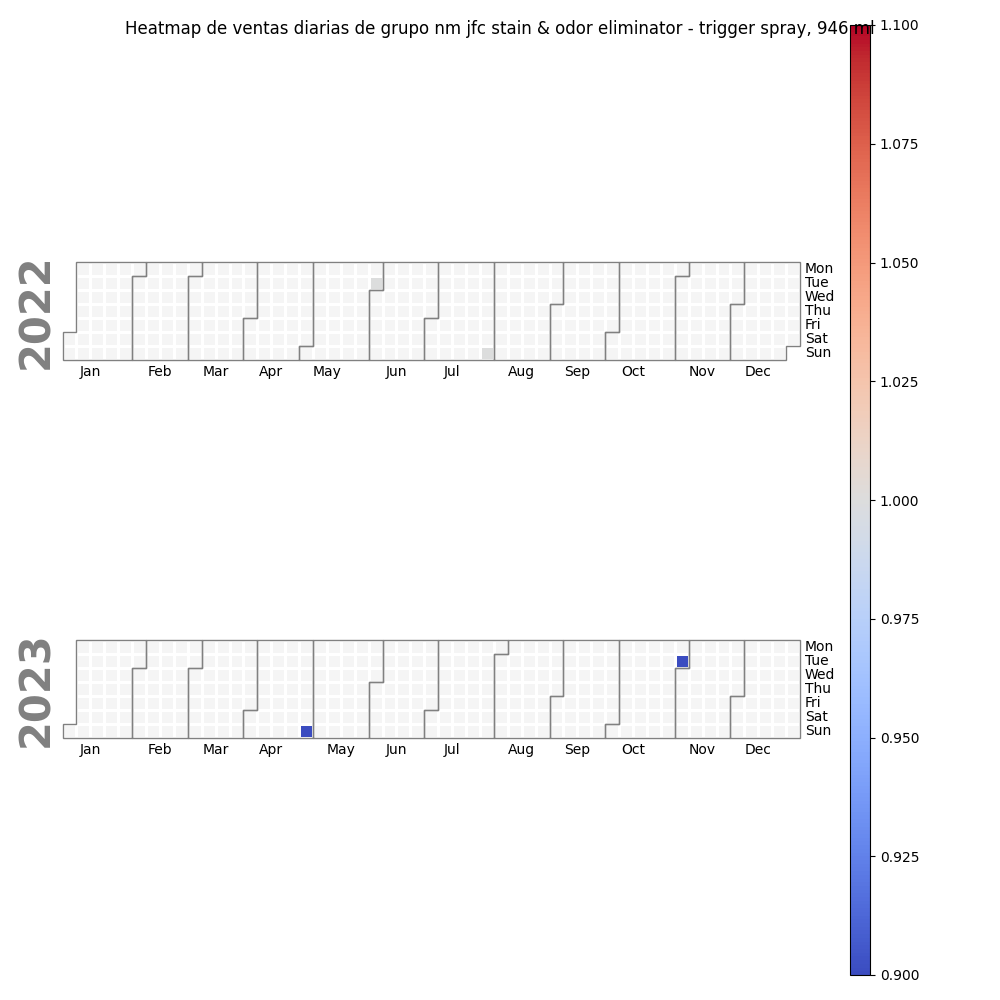 Heatmap de ventas diarias de grupo nm jfc stain & odor eliminator - trigger spray, 946 ml
2022
Mon
Tue
Wed
Thu
Fri
Sat
Sun
Jan Feb Mar Apr May Jun Jul Aug Sep Oct Nov Dec
2023
Mon
Tue
Wed
Thu
Fri
Sat
Sun
Jan Feb Mar Apr May Jun Jul Aug Sep Oct Nov Dec
1.100
1.075
1.050
1.025
1.000
0.975
0.950
0.925
0.900